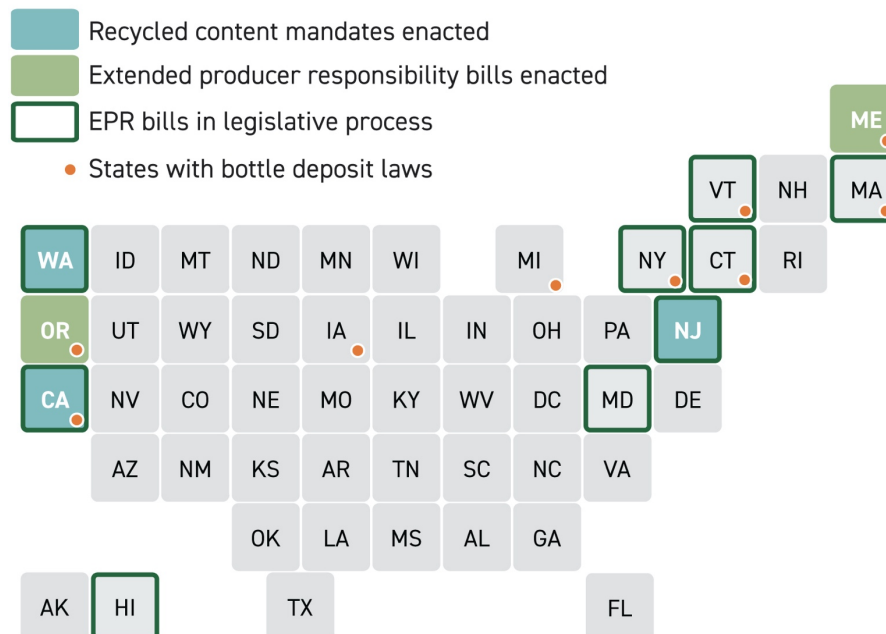 Recycled content mandates enacted
Extended producer responsibility bills enacted
EPR bills in legislative process
States with bottle deposit laws
ME
VT NH MA
WA ID MT ND MN WI MI NY CT RI
OR UT WY SD IA IL IN OH PA NJ
CA NV CO NE MO KY WV DC MD DE
AZ NM KS AR TN SC NC VA
OK LA MS AL GA
AK HI TX FL